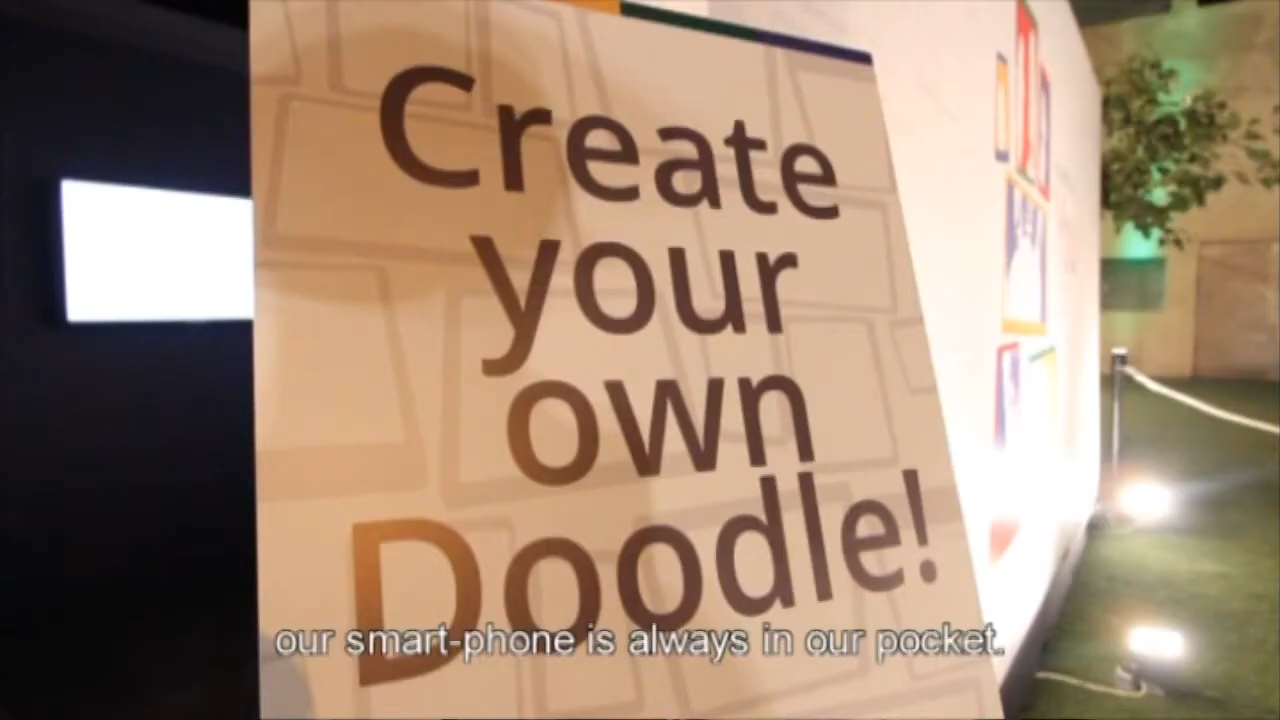 Create
your
own
Doodle!
our smart-phone is always in our pocket.